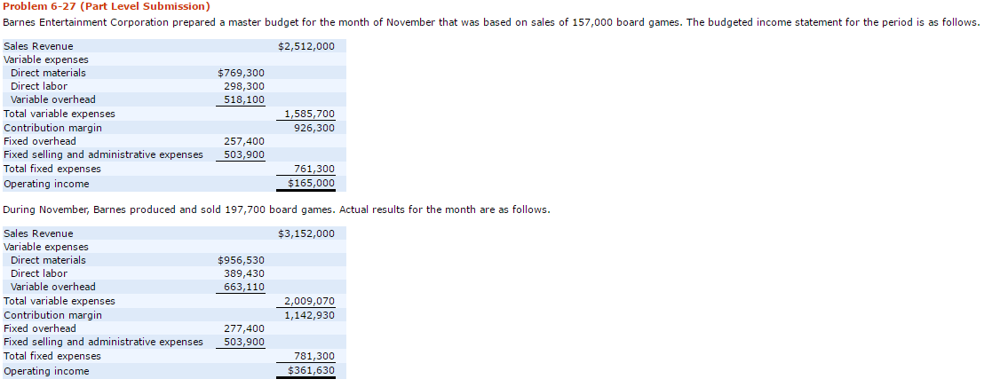 Problem 6-27 (Part Level Submission)
Barnes Entertainment Corporation prepared a master budget for the month of November that was based on sales of 157,000 board games. The budgeted income statement for the period is as follows.
Sales Revenue $2,512,000
Variable expenses
Direct materials $769,300
Direct labor 298,300
Variable overhead 518,100
Total variable expenses 1,585,700
Contribution margin 926,300
Fixed overhead 257,400
Fixed selling and administrative expenses 503,900
Total fixed expenses 761,300
Operating income $165,000
During November, Barnes produced and sold 197,700 board games. Actual results for the month are as follows.
Sales Revenue $3,152,000
Variable expenses
Direct materials $956,530
Direct labor 389,430
Variable overhead 663,110
Total variable expenses 2,009,070
Contribution margin 1,142,930
Fixed overhead 277,400
Fixed selling and administrative expenses 503,900
Total fixed expenses 781,300
Operating income $361,630